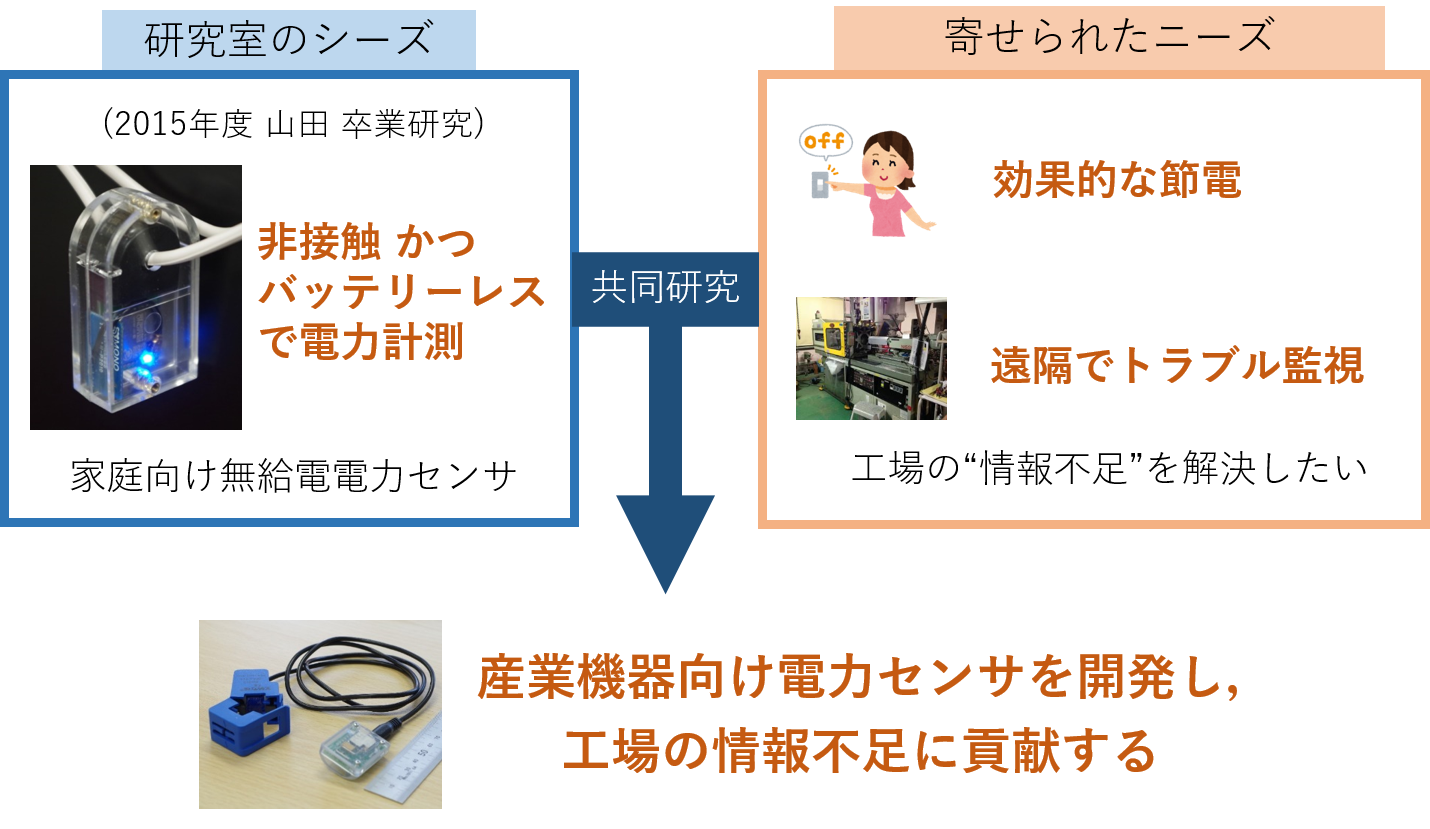 研究室のシーズ
(2015年度 山田 卒業研究)
非接触 かつ
バッテリーレス
で電力計測
家庭向け無給電電力センサ
共同研究
寄せられたニーズ
off
効果的な節電
遠隔でトラブル監視
工場の“情報不足”を解決したい
産業機器向け電力センサを開発し,
工場の情報不足に貢献する